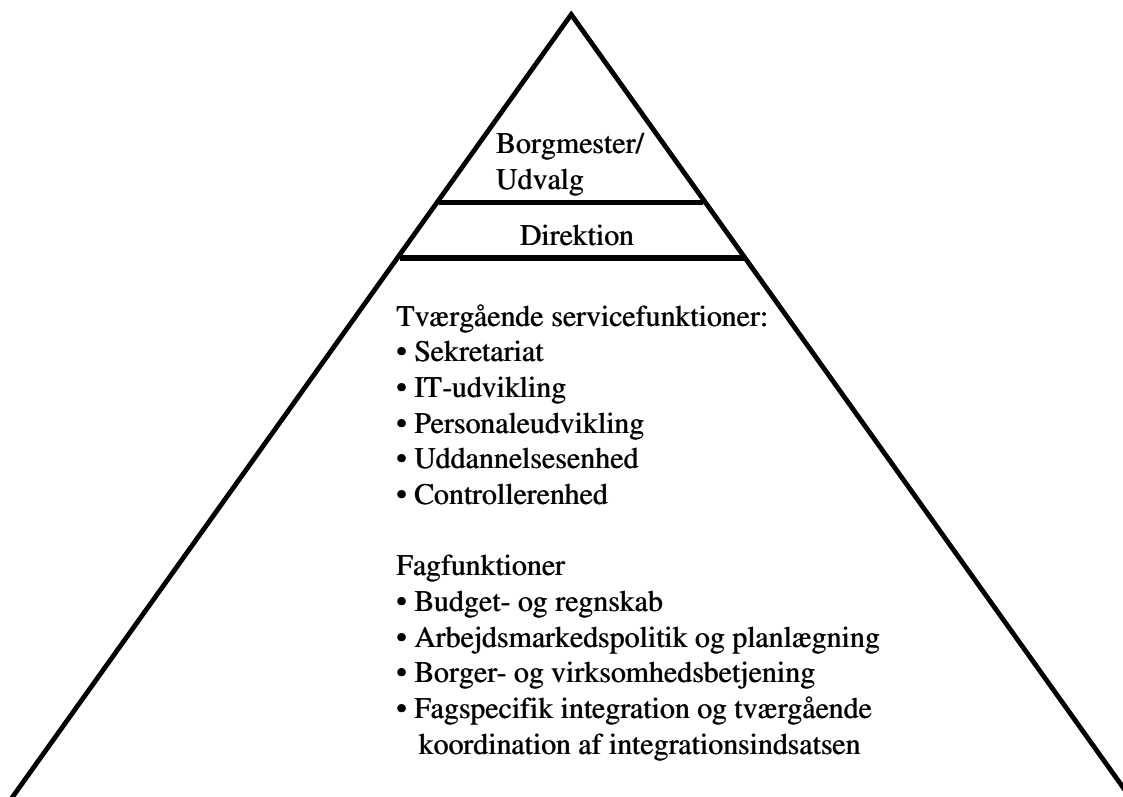 Borgmester/
Udvalg
Direktion
Tværgående servicefunktioner:
• Sekretariat
• IT-udvikling
• Personaleudvikling
• Uddannelsesenhed
• Controllerenhed
Fagfunktioner
• Budget- og regnskab
• Arbejdsmarkedspolitik og planlægning
• Borger- og virksomhedsbetjening
• Fagspecifik integration og tværgående
koordination af integrationsindsatsen